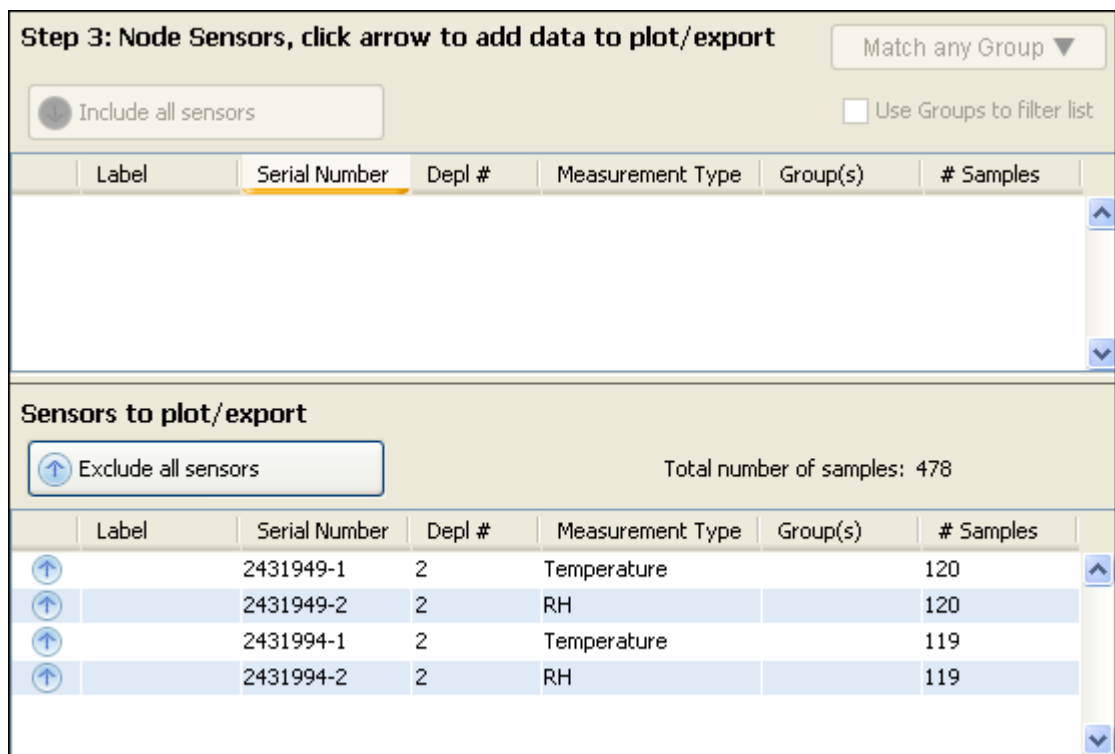 Step 3: Node Sensors, click arrow to add data to plot/export
Match any Group ▼
Include all sensors
Use Groups to filter list
Label Serial Number Depl # Measurement Type Group(s) # Samples
Sensors to plot/export
Exclude all sensors
Total number of samples: 478
Label Serial Number Depl # Measurement Type Group(s) # Samples
2431949-1 2 Temperature 120
2431949-2 2 RH 120
2431994-1 2 Temperature 119
2431994-2 2 RH 119